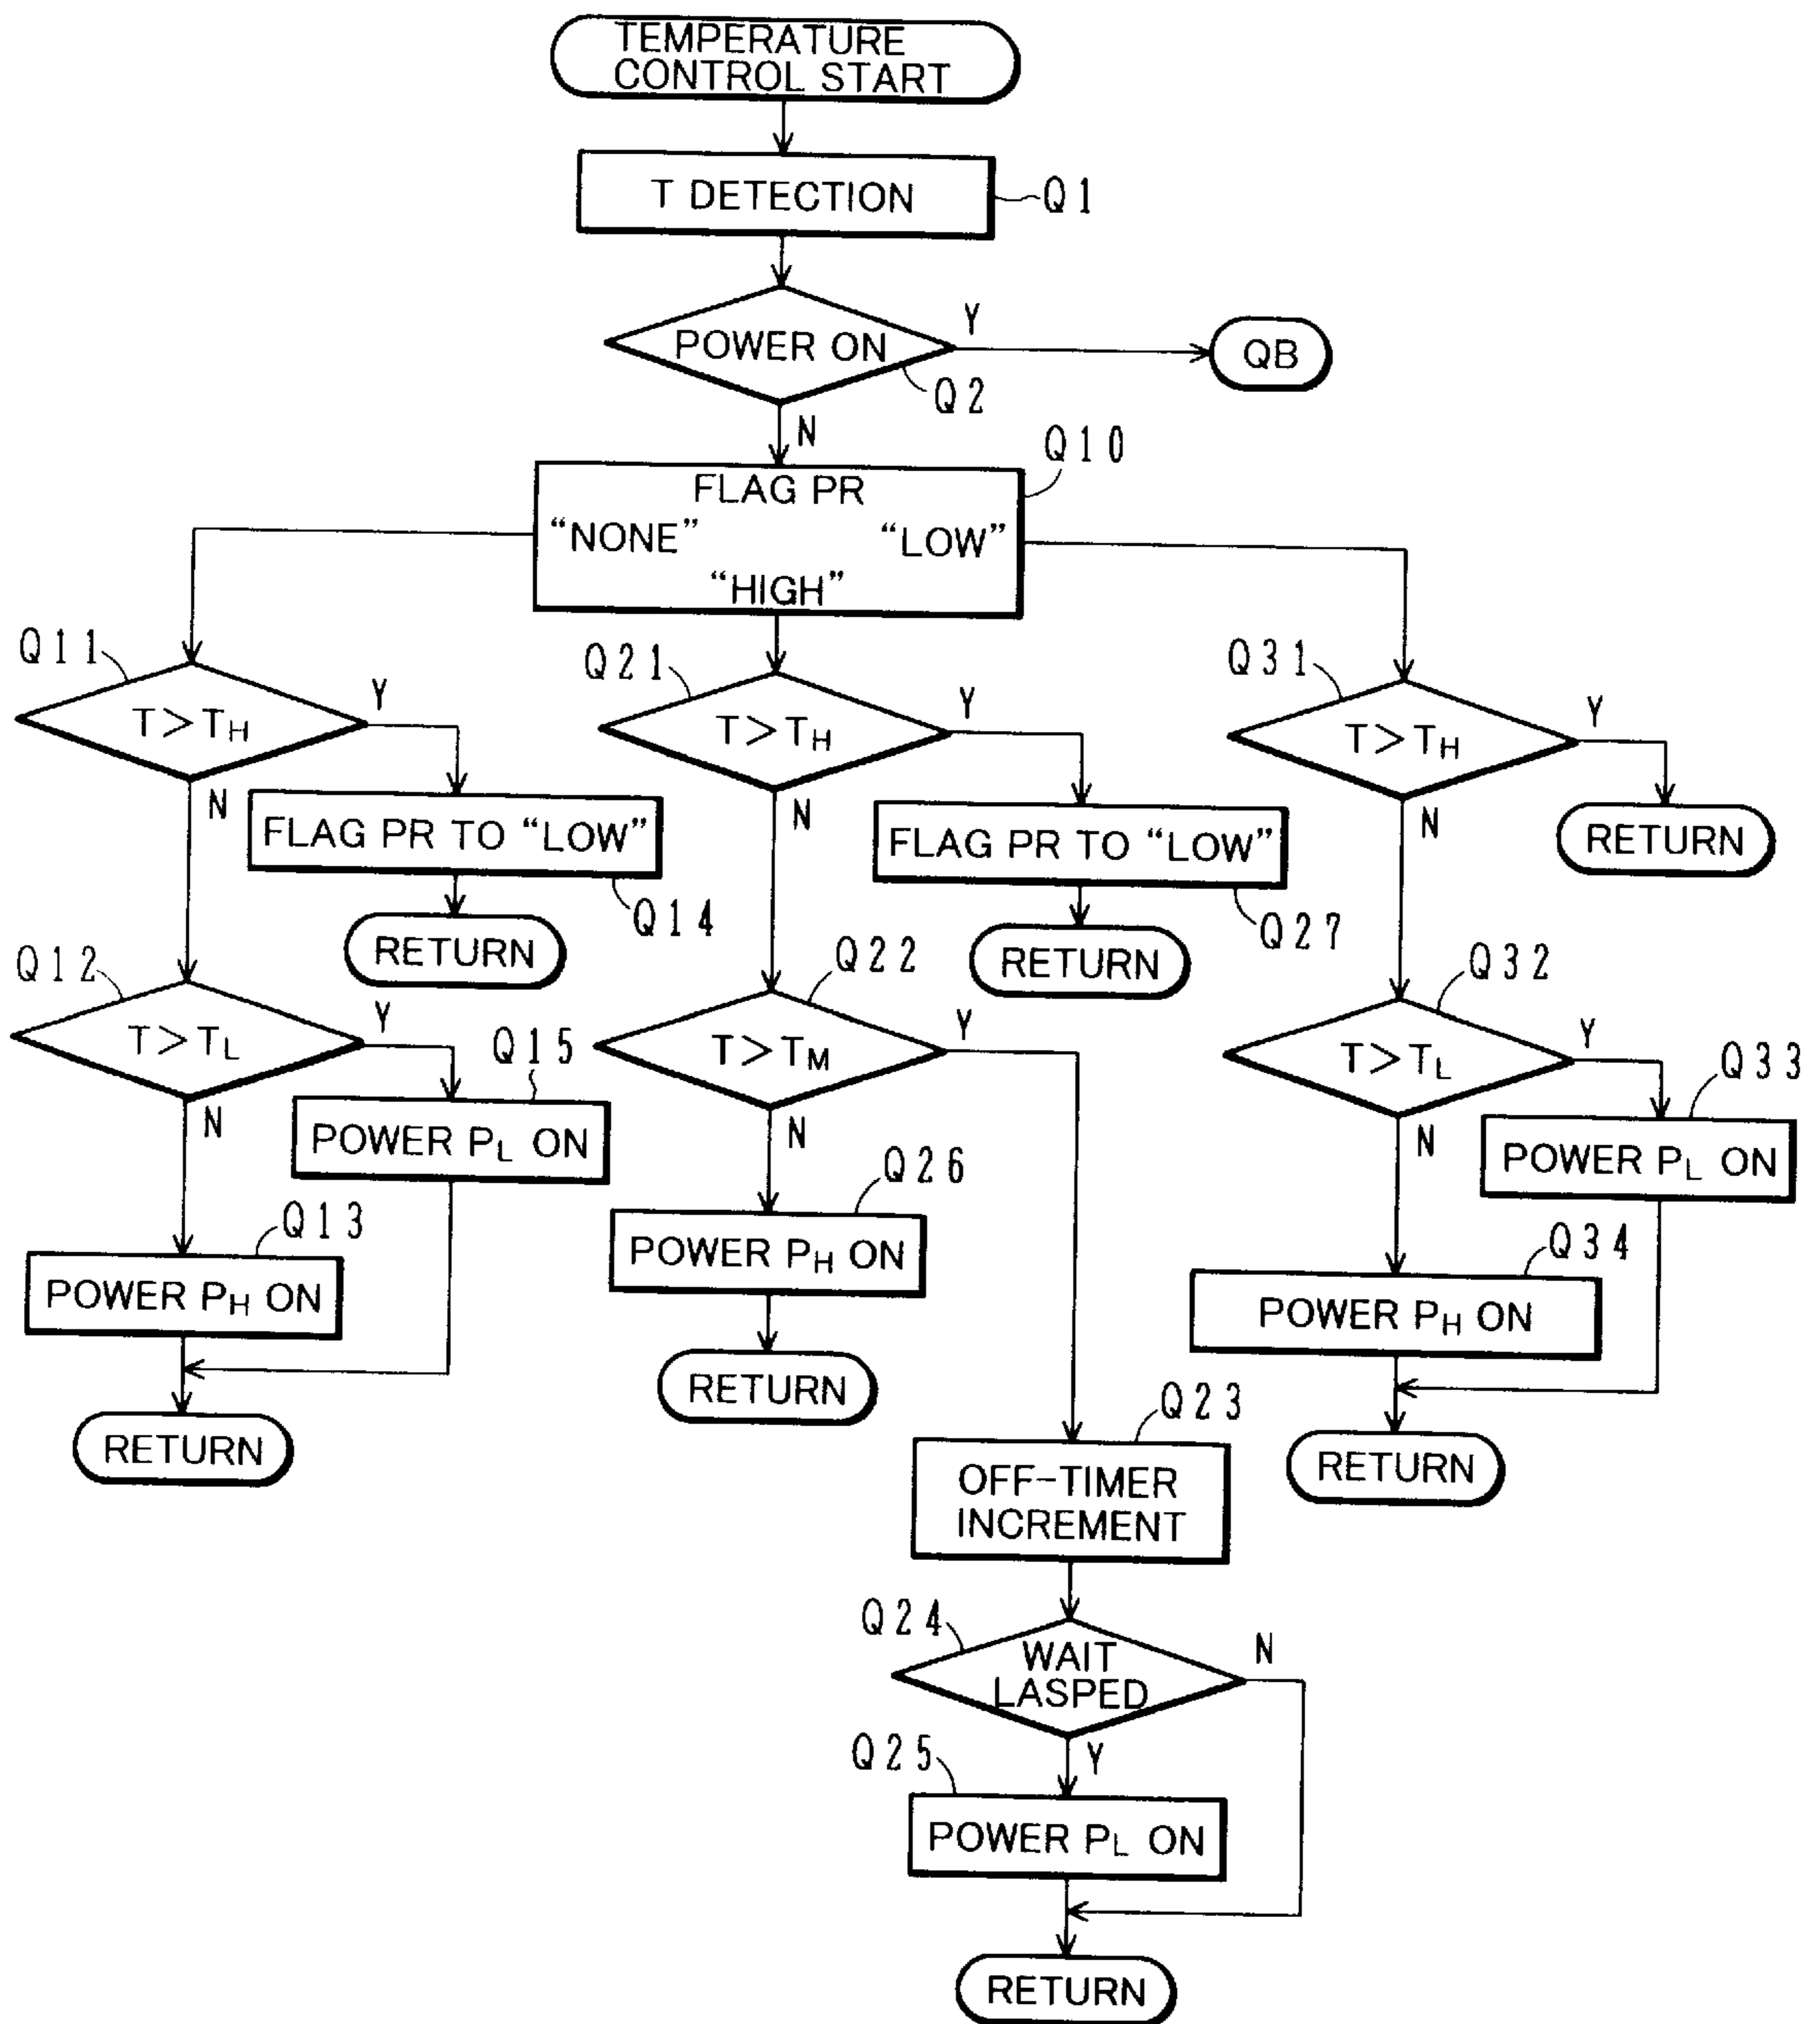 TEMPERATURE
CONTROL START
T DETECTION
Q1
POWER ON
Y
QB
Q2
N
Q10
FLAG PR
"NONE"
"LOW"
"HIGH"
Q11
T>TH
Y
N
FLAG PR TO "LOW"
Q14
RETURN
Q12
T>TL
Y
Q15
N
POWER PL ON
Q13
POWER PH ON
RETURN
Q21
T>TH
Y
N
FLAG PR TO "LOW"
Q27
RETURN
Q22
T>TM
Y
N
Q26
POWER PH ON
RETURN
Q23
OFF-TIMER
INCREMENT
Q24
WAIT
LASPED
N
Y
Q25
POWER PL ON
RETURN
Q31
T>TH
Y
N
RETURN
Q32
T>TL
Y
Q33
N
POWER PL ON
Q34
POWER PH ON
RETURN